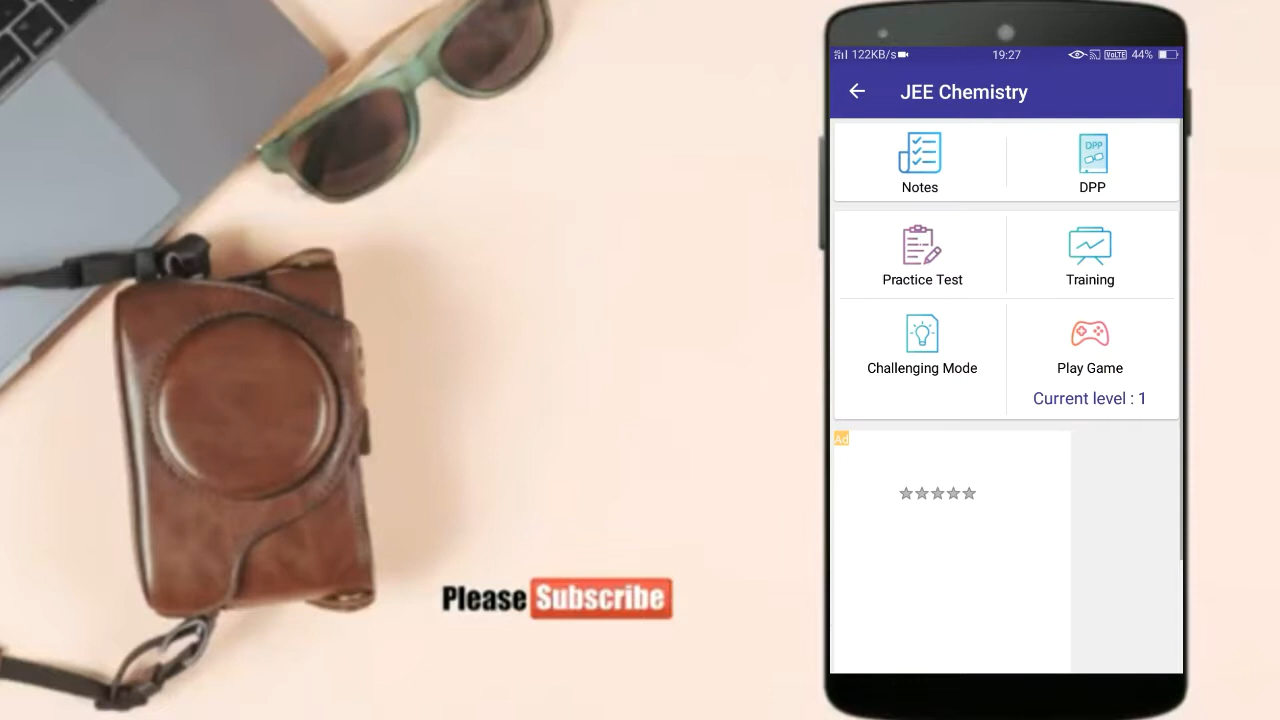 122KB/s 19:27 VoLTE 44%
JEE Chemistry
DPP
Notes DPP
Practice Test Training
Challenging Mode Play Game
Current level : 1
Ad
Please Subscribe